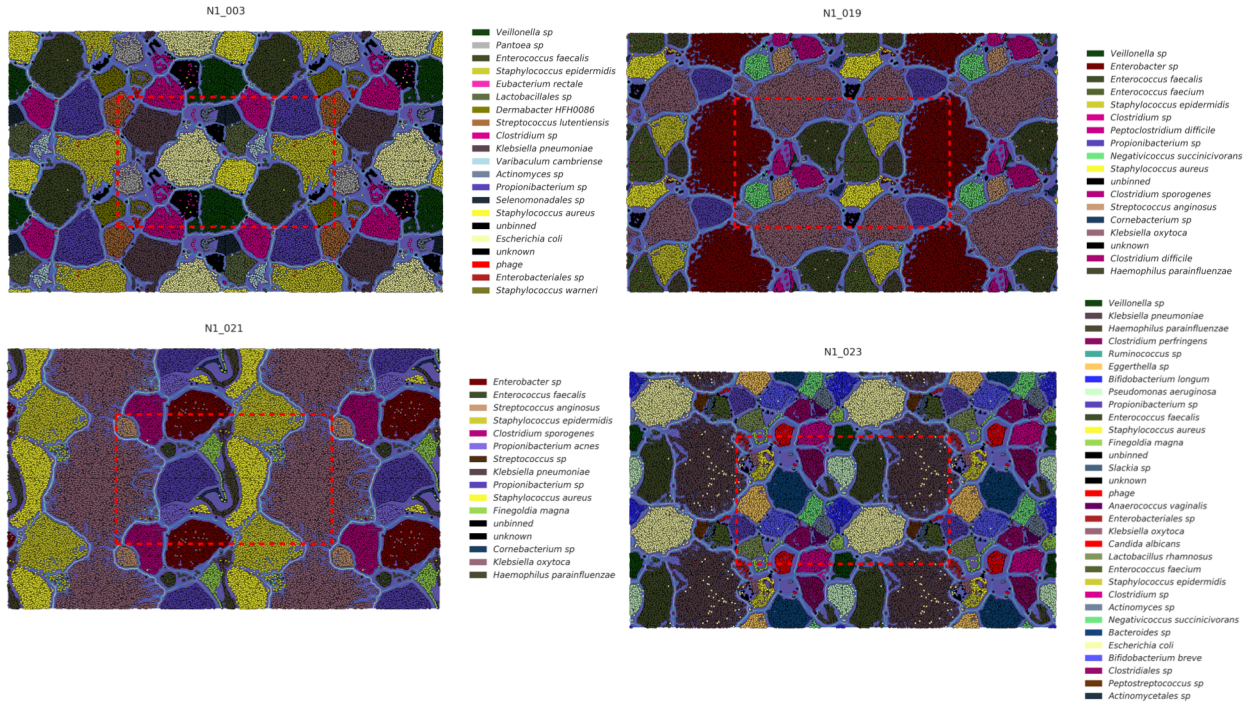 N1_003
Veillonella sp
Pantoea sp
Enterococcus faecalis
Staphylococcus epidermidis
Eubacterium rectale
Lactobacillales sp
Dermabacter HFH0086
Streptococcus lutentiensis
Clostridium sp
Klebsiella pneumoniae
Varibaculum cambriense
Actinomyces sp
Propionibacterium sp
Selenomonadales sp
Staphylococcus aureus
unbinned
Escherichia coli
unknown
phage
Enterobacteriales sp
Staphylococcus warneri
N1_019
Veillonella sp
Enterobacter sp
Enterococcus faecalis
Enterococcus faecium
Staphylococcus epidermidis
Clostridium sp
Peptoclostridium difficile
Propionibacterium sp
Negativicoccus succinicivorans
Staphylococcus aureus
unbinned
Clostridium sporogenes
Streptococcus anginosus
Cornebacterium sp
Klebsiella oxytoca
unknown
Clostridium difficile
Haemophilus parainfluenzae
N1_021
Enterobacter sp
Enterococcus faecalis
Streptococcus anginosus
Staphylococcus epidermidis
Clostridium sporogenes
Propionibacterium acnes
Streptococcus sp
Klebsiella pneumoniae
Propionibacterium sp
Staphylococcus aureus
Finegoldia magna
unbinned
unknown
Cornebacterium sp
Klebsiella oxytoca
Haemophilus parainfluenzae
N1_023
Veillonella sp
Klebsiella pneumoniae
Haemophilus parainfluenzae
Clostridium perfringens
Ruminococcus sp
Eggerthella sp
Bifidobacterium longum
Pseudomonas aeruginosa
Propionibacterium sp
Enterococcus faecalis
Staphylococcus aureus
Finegoldia magna
unbinned
Slackia sp
unknown
phage
Anaerococcus vaginalis
Enterobacteriales sp
Klebsiella oxytoca
Candida albicans
Lactobacillus rhamnosus
Enterococcus faecium
Staphylococcus epidermidis
Clostridium sp
Actinomyces sp
Negativicoccus succinicivorans
Bacteroides sp
Escherichia coli
Bifidobacterium breve
Clostridiales sp
Peptostreptococcus sp
Actinomycetales sp